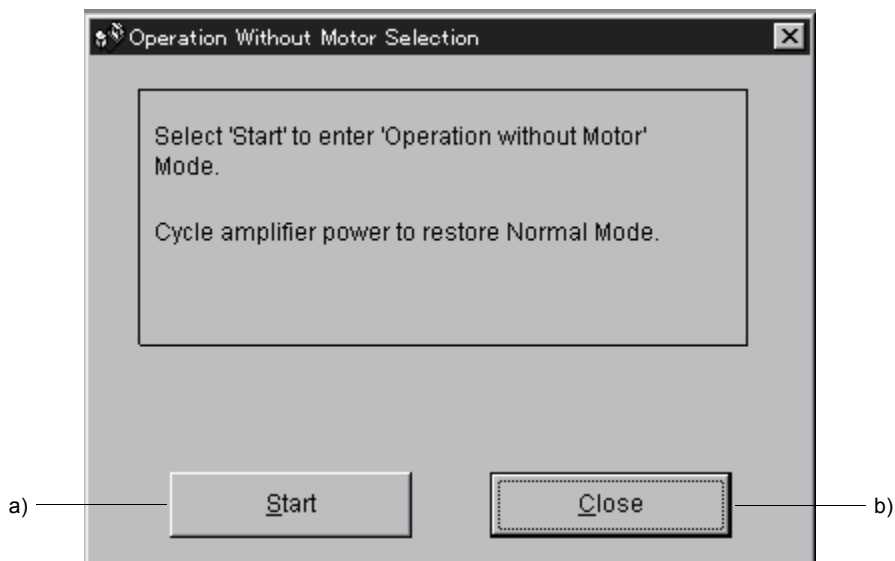 Operation Without Motor Selection
Select 'Start' to enter 'Operation without Motor'
Mode.
Cycle amplifier power to restore Normal Mode.
a)
Start
Close
b)